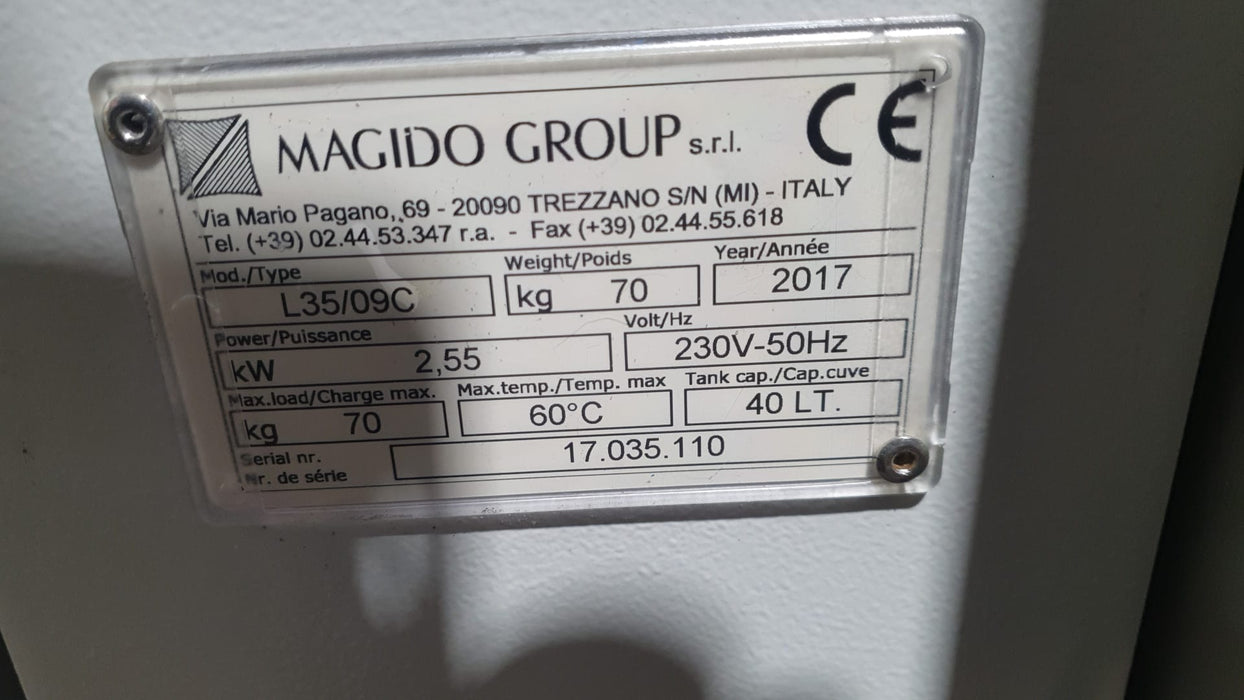 MAGIDO GROUP s.r.l. CE
Via Mario Pagano, 69 - 20090 TREZZANO S/N (MI) - ITALY
Tel. (+39) 02.44.53.347 r.a. - Fax (+39) 02.44.55.618
Mod./Type Weight/Poids Year/Année
L35/09C kg 70 2017
Power/Puissance Volt/Hz
kW 2,55 230V-50Hz
Max.load/Charge max. Max.temp./Temp. max Tank cap./Cap.cuve
kg 70 60°C 40 LT.
Serial nr. 17.035.110
Nr. de série